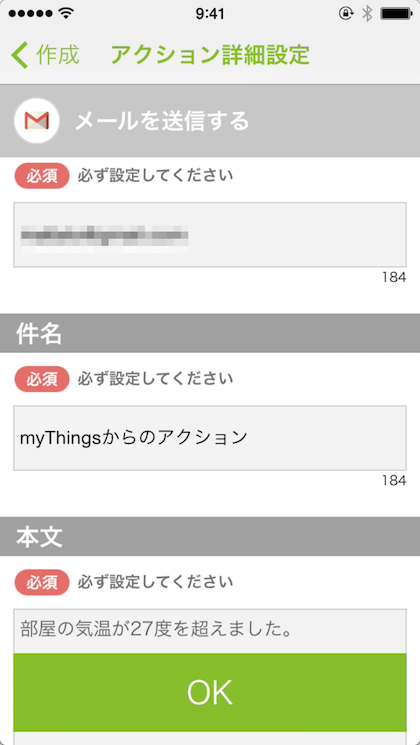 9:41
作成
アクション詳細設定
メールを送信する
必須 必ず設定してください
184
件名
必須 必ず設定してください
myThingsからのアクション
184
本文
必須 必ず設定してください
部屋の気温が27度を超えました。
OK